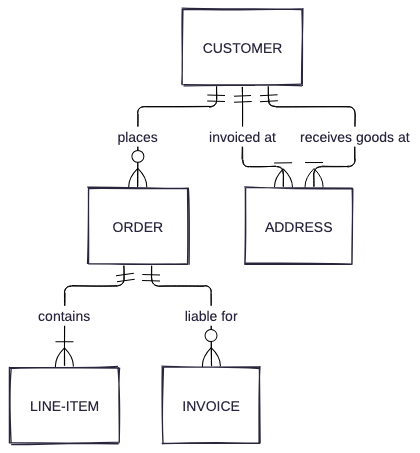 CUSTOMER
places
invoiced at
receives goods at
ORDER
ADDRESS
contains
liable for
LINE-ITEM
INVOICE